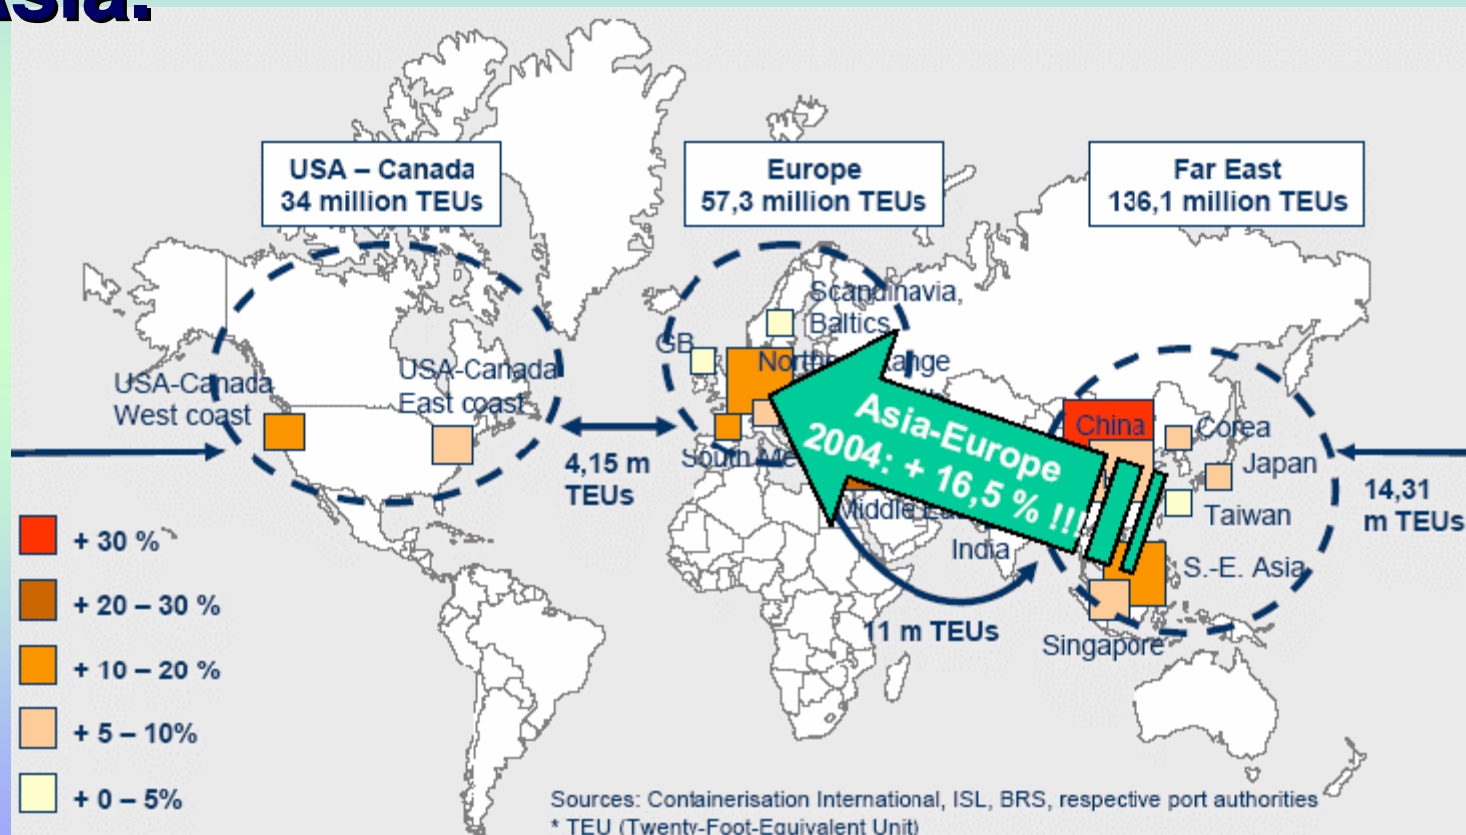 Asia:
USA – Canada
34 million TEUs
Europe
57,3 million TEUs
Far East
136,1 million TEUs
Scandinavia,
Baltics
GB
USA-Canada
West coast
USA-Canada
East coast
Asia-Europe
2004: + 16,5 % !!!
China
Corea
Japan
Taiwan
4,15 m
TEUs
South
Middle
India
14,31
m TEUs
S.-E. Asia
11 m TEUs
Singapore
+ 30 %
+ 20 – 30 %
+ 10 – 20 %
+ 5 – 10%
+ 0 – 5%
Sources: Containerisation International, ISL, BRS, respective port authorities
* TEU (Twenty-Foot-Equivalent Unit)